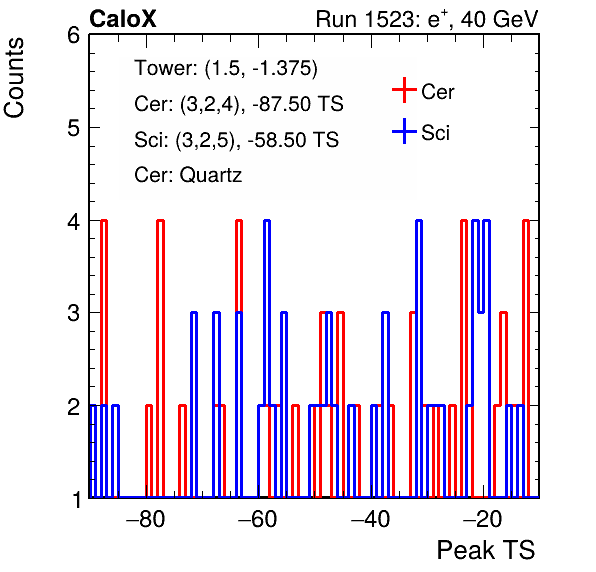 CaloX Run 1523: e⁺, 40 GeV
Counts
6
5
4
3
2
1
Tower: (1.5, -1.375)
Cer: (3,2,4), -87.50 TS
Sci: (3,2,5), -58.50 TS
Cer: Quartz
Cer
Sci
−80 −60 −40 −20
Peak TS